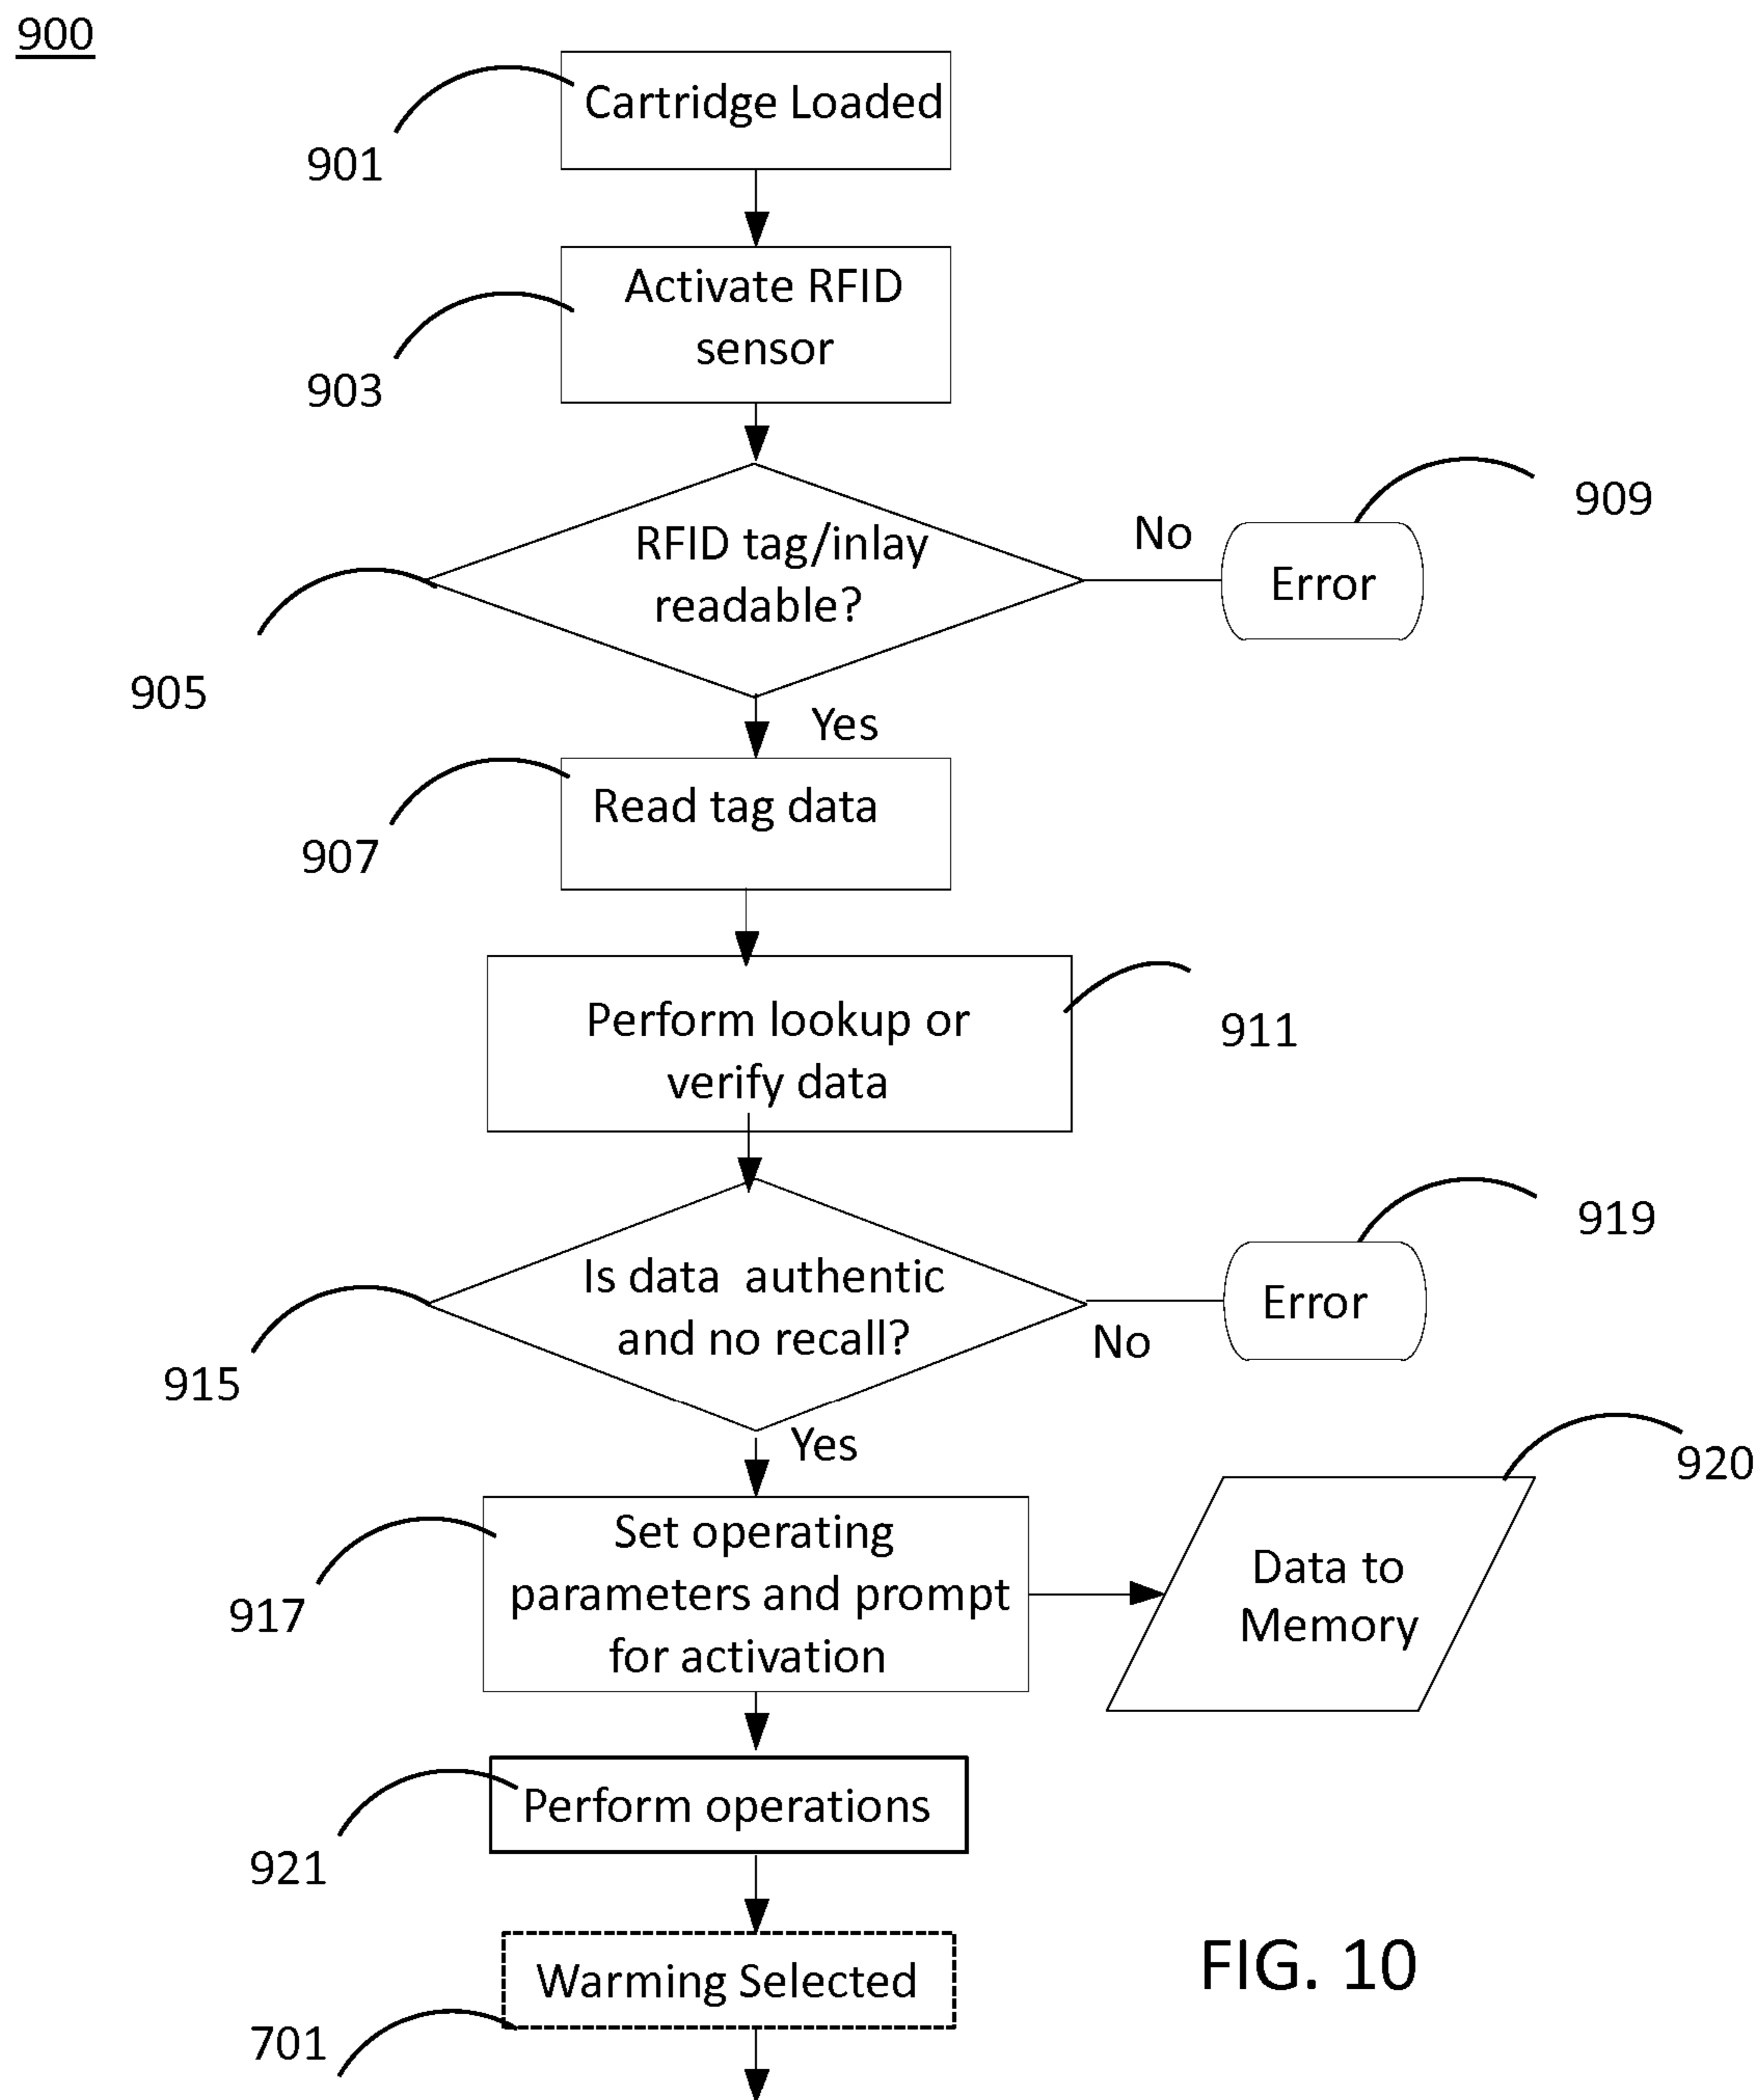 900
Cartridge Loaded
901
Activate RFID
sensor
903
909
No
RFID tag/inlay
readable?
Error
905
Yes
Read tag data
907
Perform lookup or
verify data
911
919
Is data authentic
and no recall?
Error
No
915
Yes
920
Set operating
parameters and prompt
for activation
Data to
Memory
917
Perform operations
921
Warming Selected
FIG. 10
701